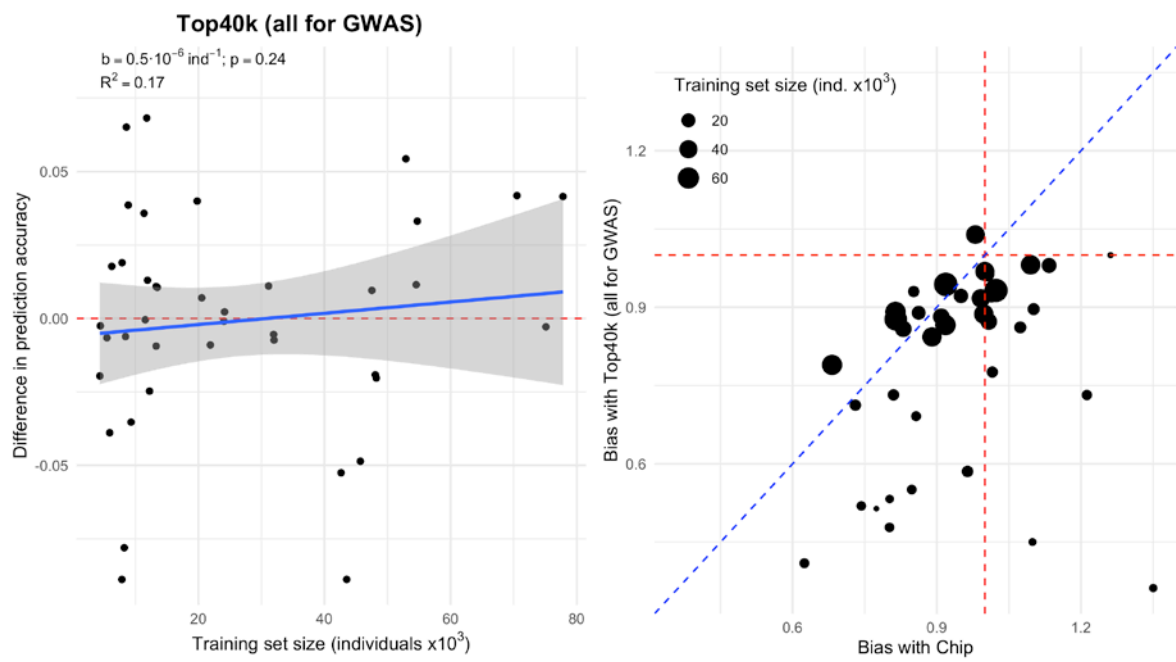 Top40k (all for GWAS)
b = 0.5·10⁻⁶ ind⁻¹; p = 0.24
R² = 0.17
Difference in prediction accuracy
0.05
0.00
-0.05
20
40
60
80
Training set size (individuals x10³)
Training set size (ind. x10³)
20
40
60
Bias with Top40k (all for GWAS)
1.2
0.9
0.6
0.6
0.9
1.2
Bias with Chip